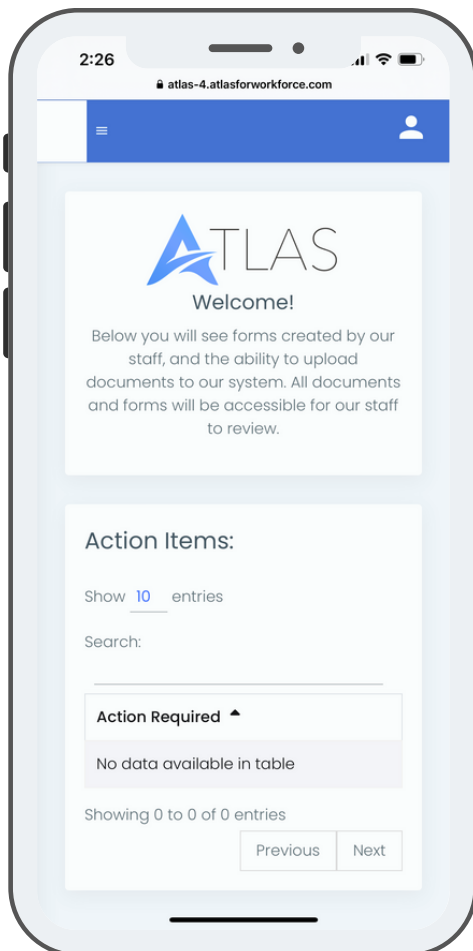 2:26
atlas-4.atlasforworkforce.com
ATLAS
Welcome!
Below you will see forms created by our
staff, and the ability to upload
documents to our system. All documents
and forms will be accessible for our staff
to review.
Action Items:
Show 10 entries
Search:
Action Required
No data available in table
Showing 0 to 0 of 0 entries
Previous Next